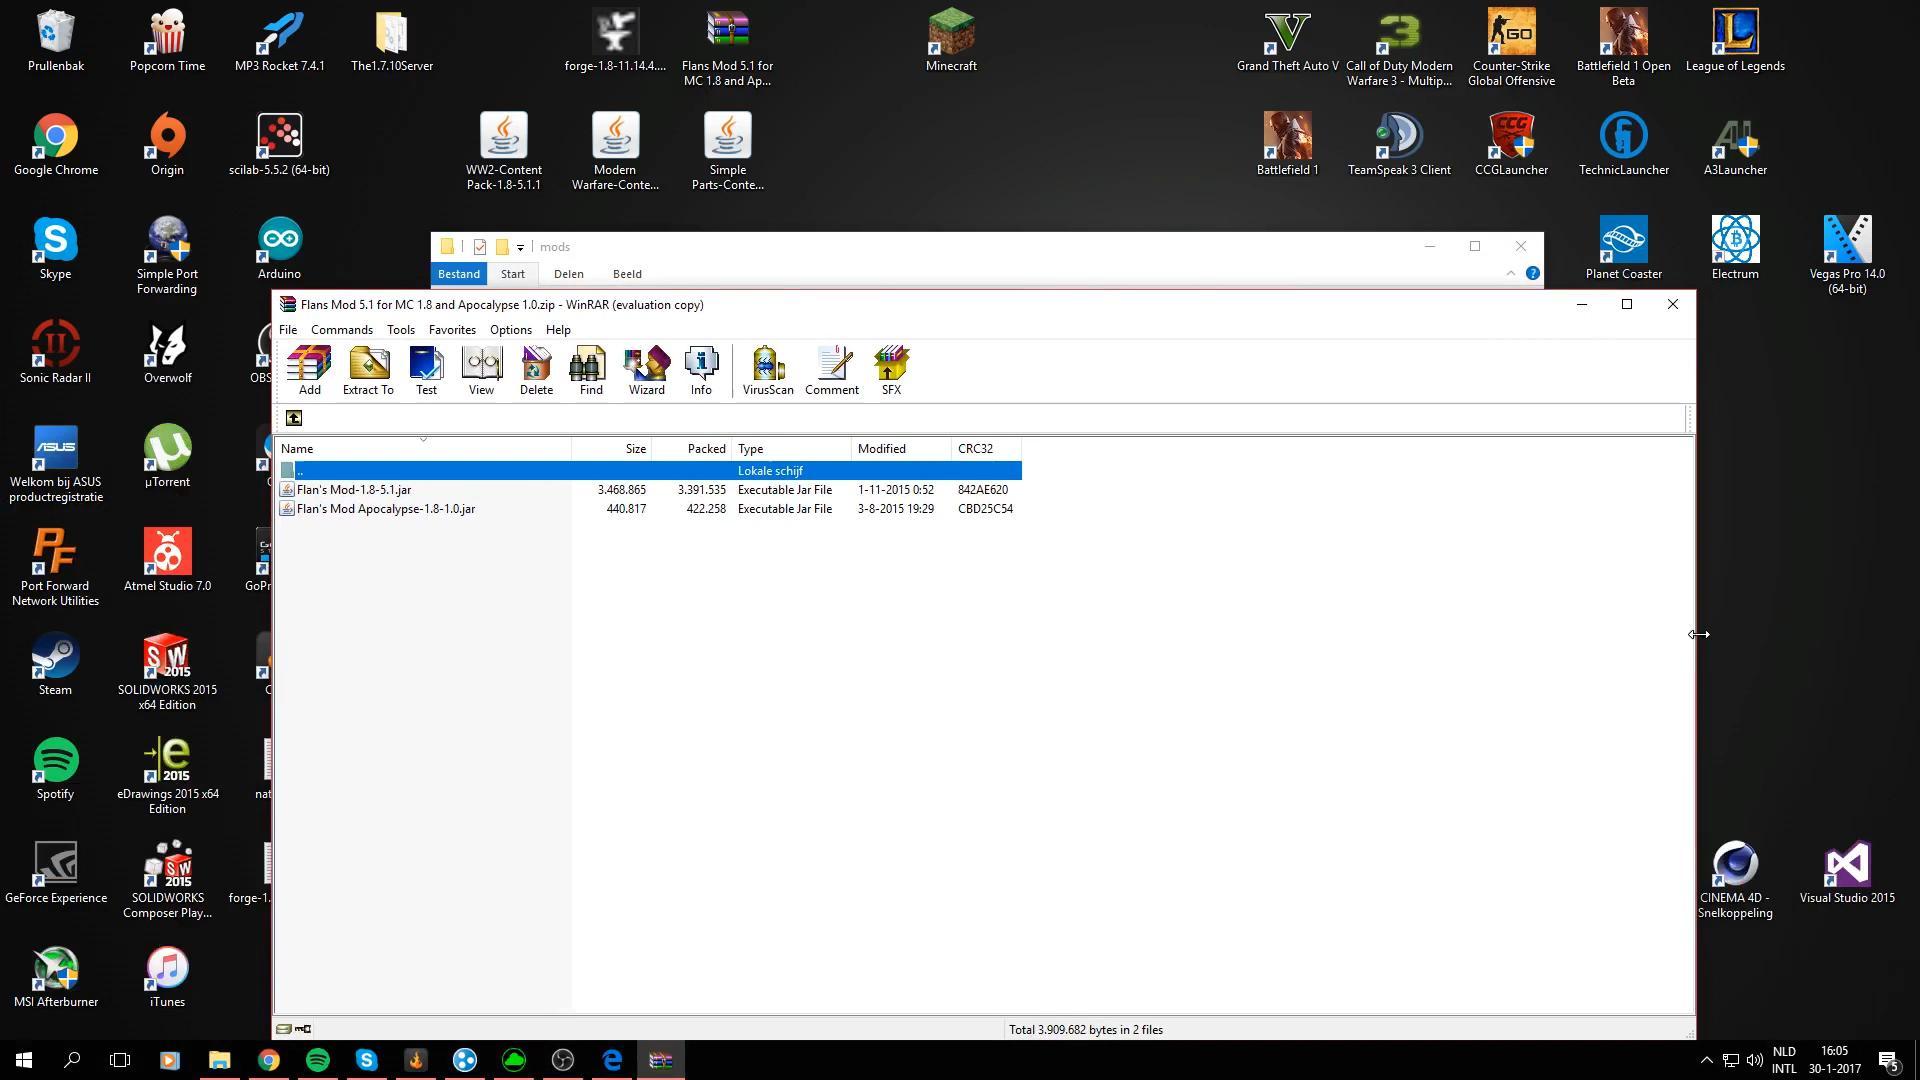 Prullenbak
Popcorn Time
MP3 Rocket 7.4.1
The1.7.10Server
forge-1.8-11.14.4....
Flans Mod 5.1 for
MC 1.8 and Ap...
Minecraft
Grand Theft Auto V
Call of Duty Modern
Warfare 3 - Multip...
Counter-Strike
Global Offensive
Battlefield 1 Open
Beta
League of Legends
Google Chrome
Origin
scilab-5.5.2 (64-bit)
WW2-Content
Pack-1.8-5.1.1
Modern
Warfare-Conte...
Simple
Parts-Conte...
Battlefield 1
TeamSpeak 3 Client
CCGLauncher
TechnicLauncher
A3Launcher
Skype
Simple Port
Forwarding
Arduino
mods
Bestand
Start
Delen
Beeld
Planet Coaster
Electrum
Vegas Pro 14.0
(64-bit)
Flans Mod 5.1 for MC 1.8 and Apocalypse 1.0.zip - WinRAR (evaluation copy)
File Commands Tools Favorites Options Help
Add
Extract To
Test
View
Delete
Find
Wizard
Info
VirusScan
Comment
SFX
Name Size Packed Type Modified CRC32
.. Lokale schijf
Flan's Mod-1.8-5.1.jar 3.468.865 3.391.535 Executable Jar File 1-11-2015 0:52 842AE620
Flan's Mod Apocalypse-1.8-1.0.jar 440.817 422.258 Executable Jar File 3-8-2015 19:29 CBD25C54
Total 3.909.682 bytes in 2 files
Sonic Radar II
Overwolf
OBS
ASUS
Welkom bij ASUS
productregistratie
µTorrent
Port Forward
Network Utilities
Atmel Studio 7.0
GoPr
Steam
SW
2015
SOLIDWORKS 2015
x64 Edition
Spotify
2015
eDrawings 2015 x64
Edition
nat
GeForce Experience
SW
2015
SOLIDWORKS
Composer Play...
forge-1.
CINEMA 4D -
Snelkoppeling
Visual Studio 2015
MSI Afterburner
iTunes
NLD
INTL
16:05
30-1-2017
5